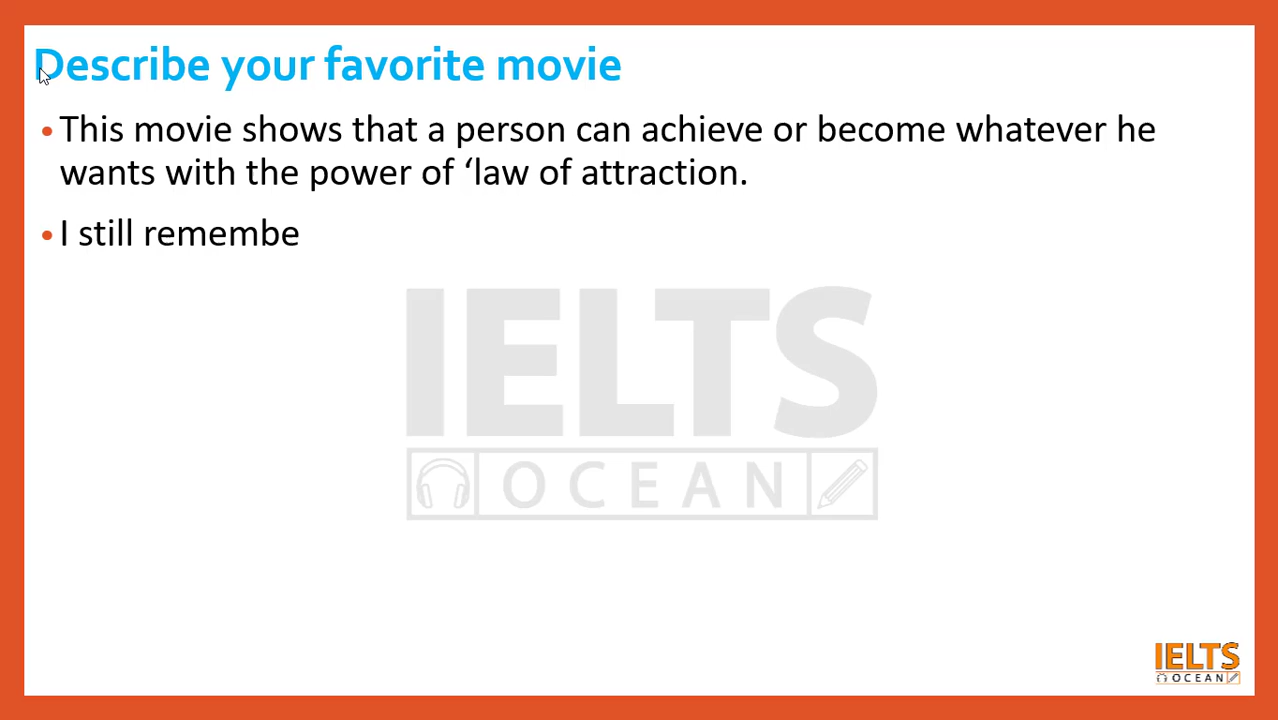 Describe your favorite movie
• This movie shows that a person can achieve or become whatever he
wants with the power of ‘law of attraction.
• I still remembe
IELTS
OCEAN
IELTS
OCEAN